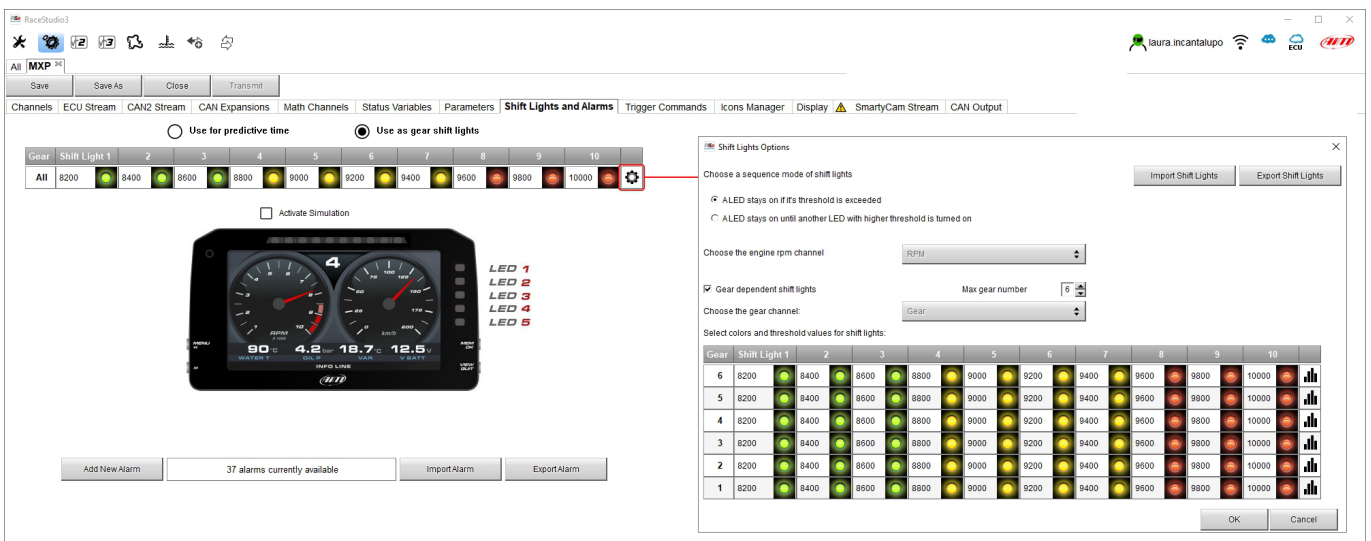 RaceStudio3
laura.incantalupo
ECU
AiM
All MXP
Save Save As Close Transmit
Channels ECU Stream CAN2 Stream CAN Expansions Math Channels Status Variables Parameters Shift Lights and Alarms Trigger Commands Icons Manager Display SmartyCam Stream CAN Output
Use for predictive time Use as gear shift lights
Gear Shift Light 1 2 3 4 5 6 7 8 9 10
All 8200 8400 8600 8800 9000 9200 9400 9600 9800 10000
Activate Simulation
4
LED 1
LED 2
LED 3
LED 4
LED 5
RPM
X 1000
km/h
MENU
MEM
OK
90 °C 4.2 bar 18.7 °C 12.5 V
WATER T OIL P VAR V BATT
VIEW
QUIT
INFO LINE
AiM
Add New Alarm 37 alarms currently available Import Alarm Export Alarm
Shift Lights Options
Choose a sequence mode of shift lights
Import Shift Lights Export Shift Lights
A LED stays on if it's threshold is exceeded
A LED stays on until another LED with higher threshold is turned on
Choose the engine rpm channel RPM
Gear dependent shift lights Max gear number 6
Choose the gear channel: Gear
Select colors and threshold values for shift lights:
Gear Shift Light 1 2 3 4 5 6 7 8 9 10
6 8200 8400 8600 8800 9000 9200 9400 9600 9800 10000
5 8200 8400 8600 8800 9000 9200 9400 9600 9800 10000
4 8200 8400 8600 8800 9000 9200 9400 9600 9800 10000
3 8200 8400 8600 8800 9000 9200 9400 9600 9800 10000
2 8200 8400 8600 8800 9000 9200 9400 9600 9800 10000
1 8200 8400 8600 8800 9000 9200 9400 9600 9800 10000
OK Cancel